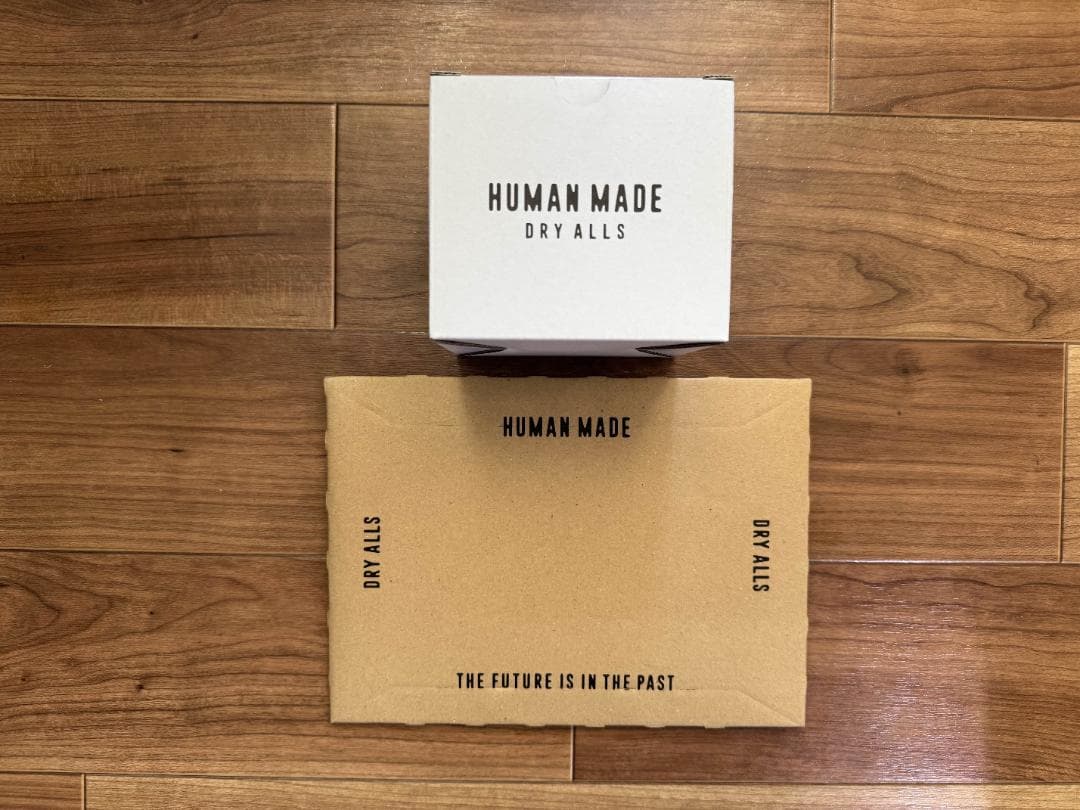 HUMAN MADE
DRY ALLS
HUMAN MADE
DRY ALLS
DRY ALLS
THE FUTURE IS IN THE PAST